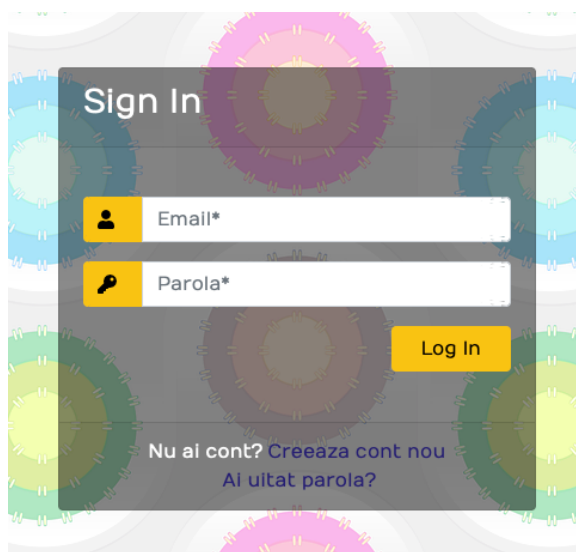 Sign In
Email*
Parola*
Log In
Nu ai cont? Creeaza cont nou
Ai uitat parola?